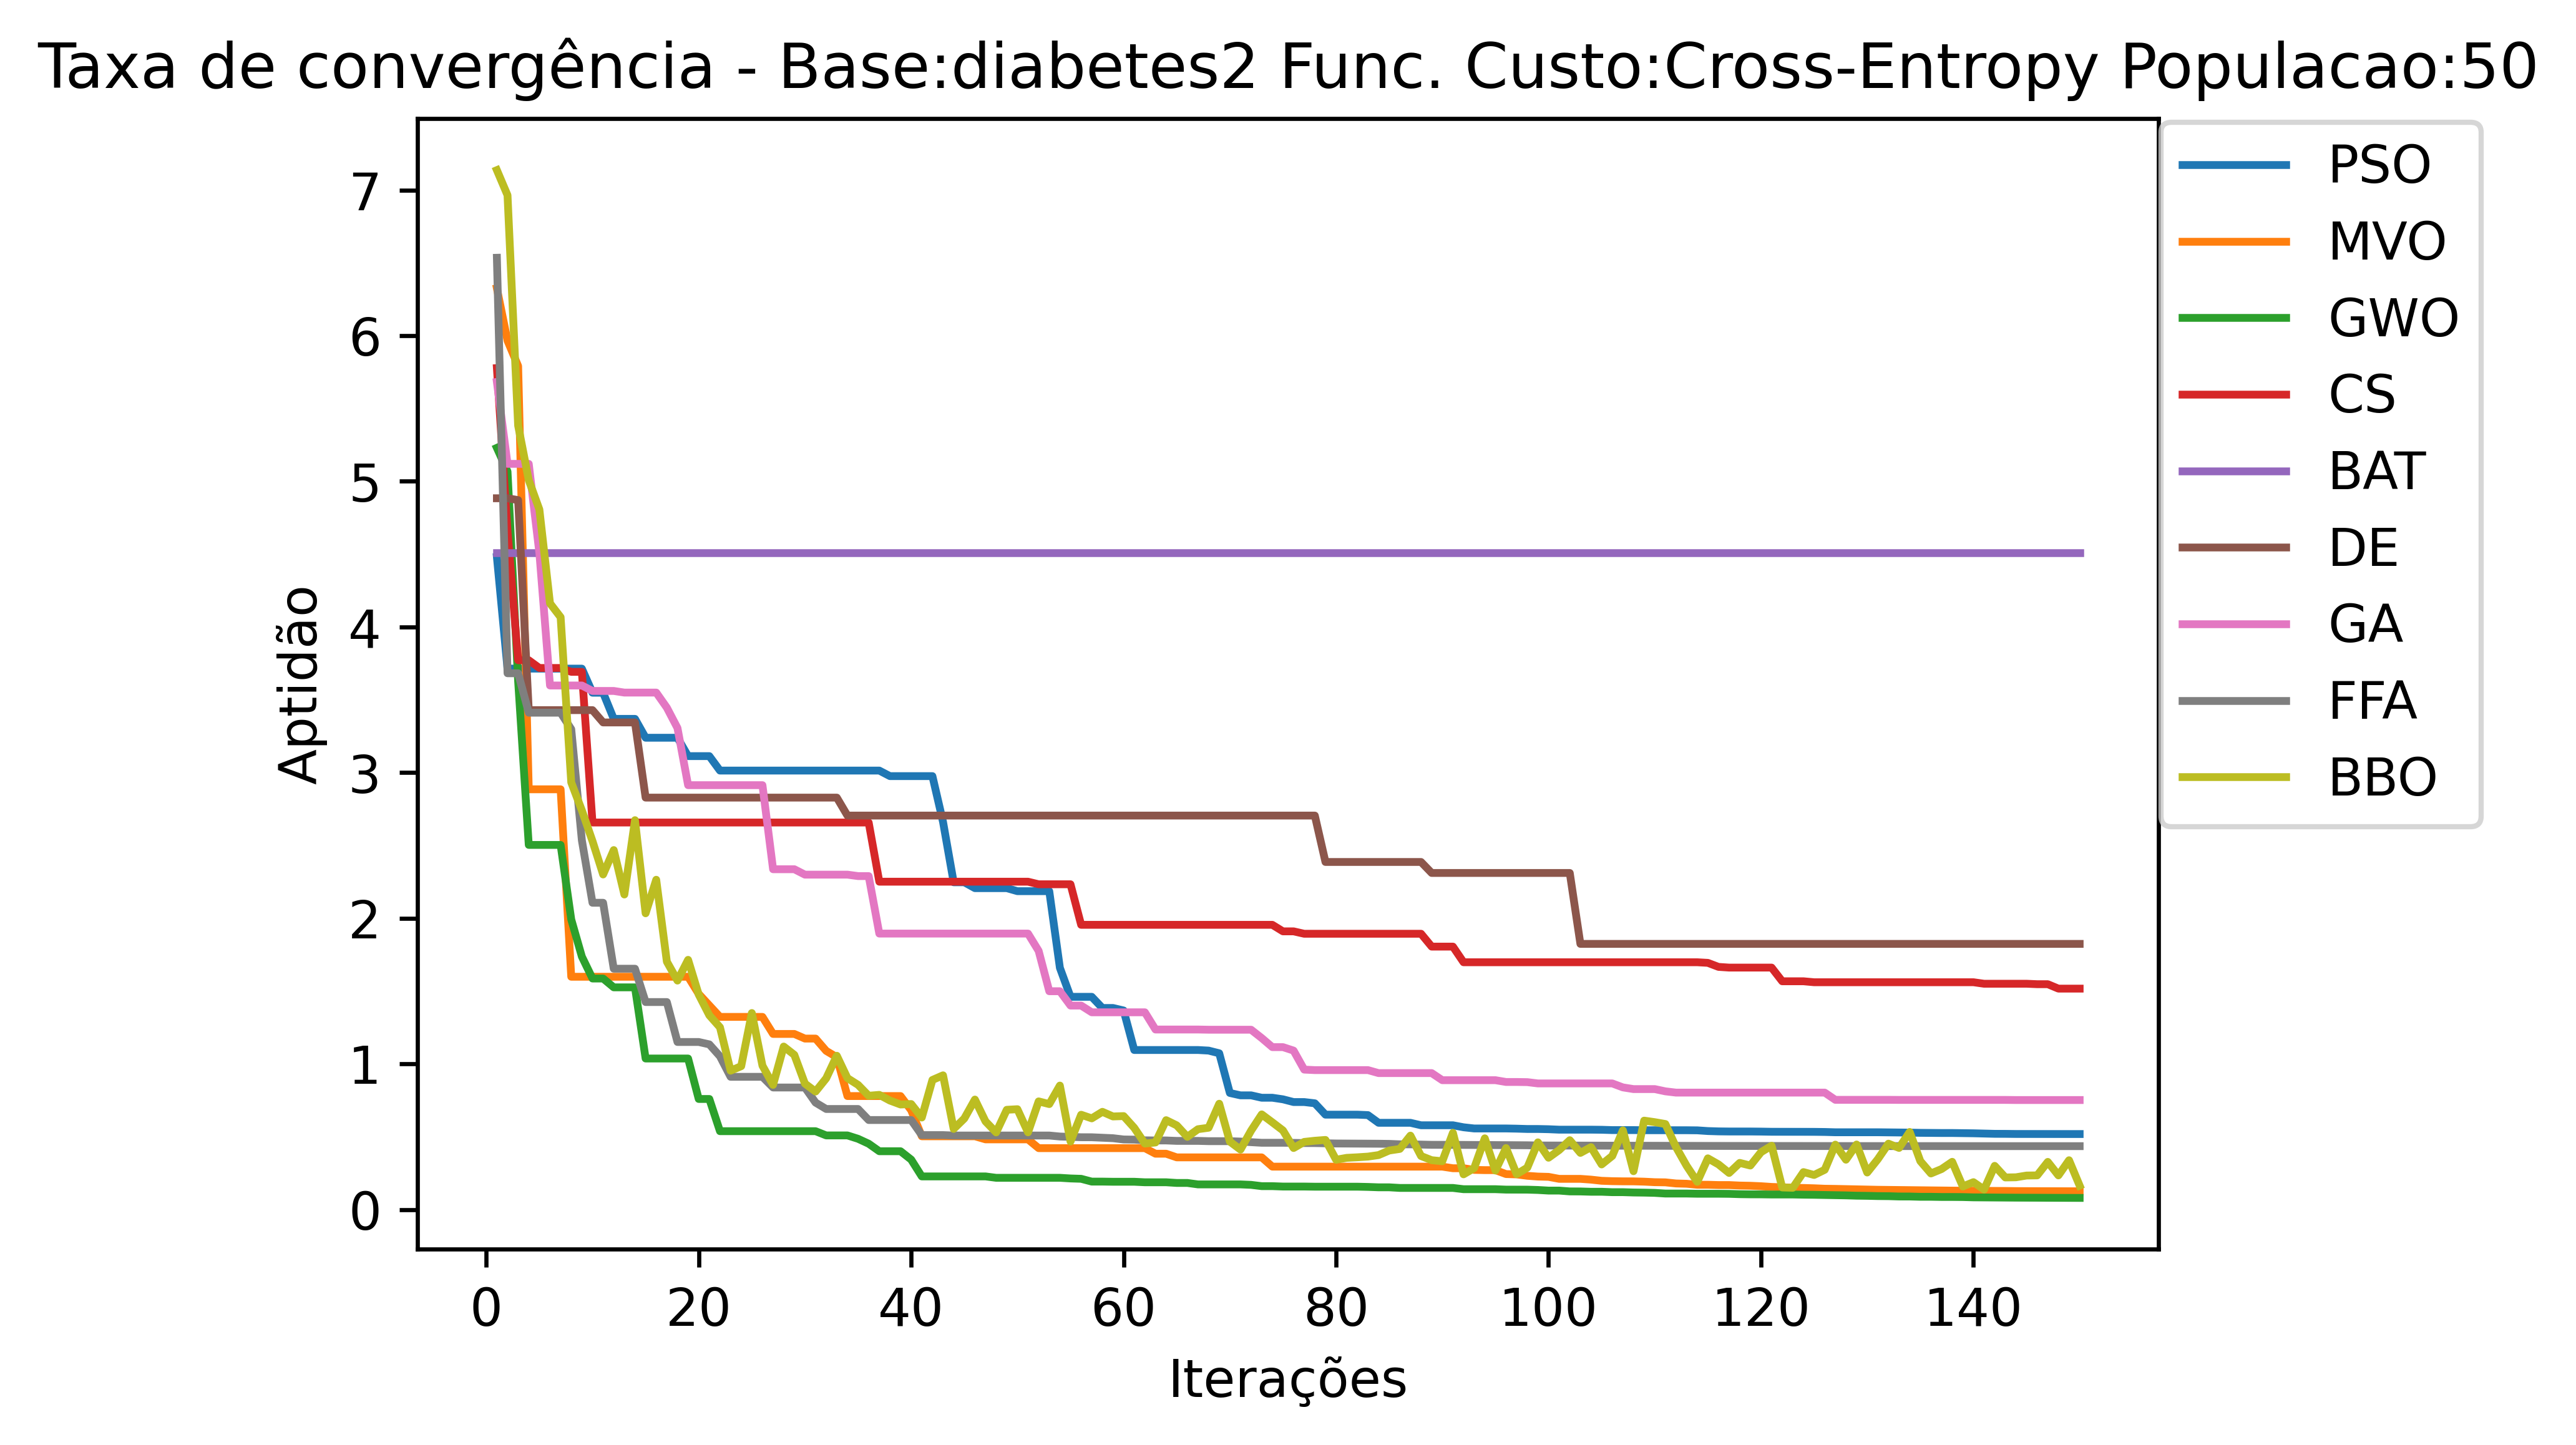 Taxa de convergência - Base:diabetes2 Func. Custo:Cross-Entropy Populacao:50
7
6
5
4
3
2
1
0
Aptidão
0 20 40 60 80 100 120 140
Iterações
PSO
MVO
GWO
CS
BAT
DE
GA
FFA
BBO